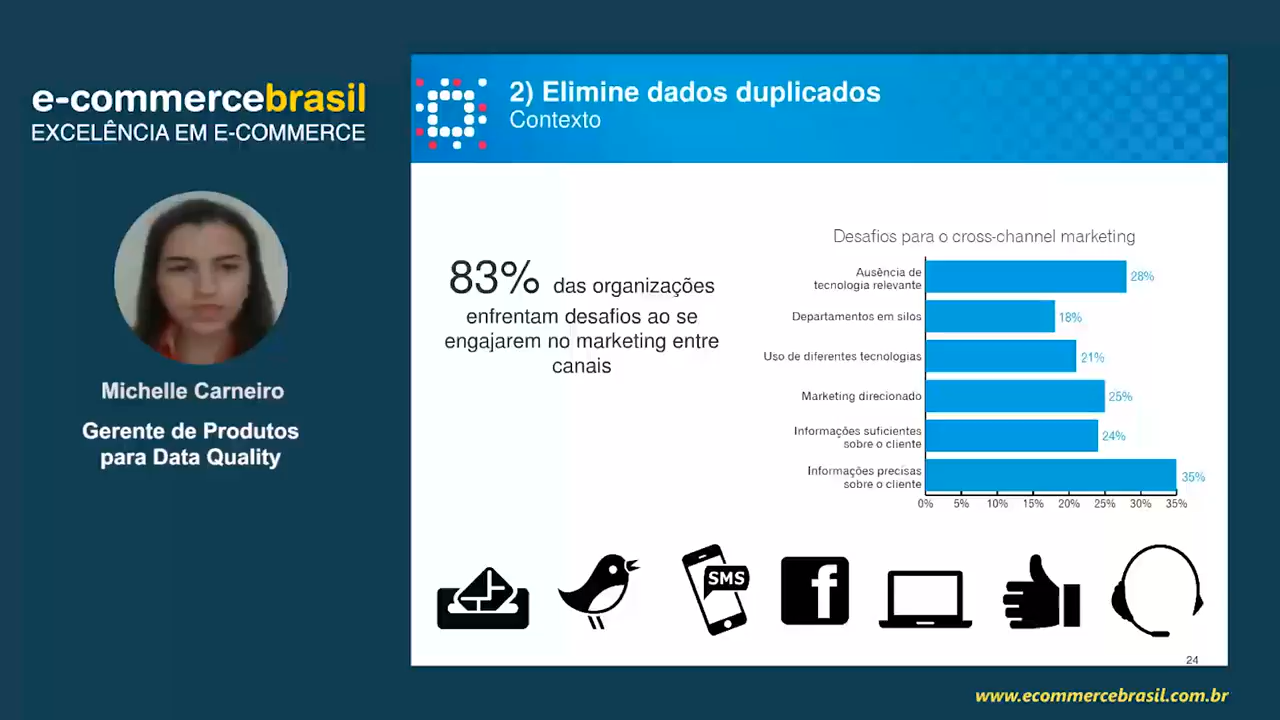 e-commercebrasil
EXCELÊNCIA EM E-COMMERCE
Michelle Carneiro
Gerente de Produtos
para Data Quality
2) Elimine dados duplicados
Contexto
83% das organizações
enfrentam desafios ao se
engajarem no marketing entre
canais
Desafios para o cross-channel marketing
Ausência de
tecnologia relevante
28%
Departamentos em silos
18%
Uso de diferentes tecnologias
21%
Marketing direcionado
25%
Informações suficientes
sobre o cliente
24%
Informações precisas
sobre o cliente
35%
0% 5% 10% 15% 20% 25% 30% 35%
SMS
f
24
www.ecommercebrasil.com.br